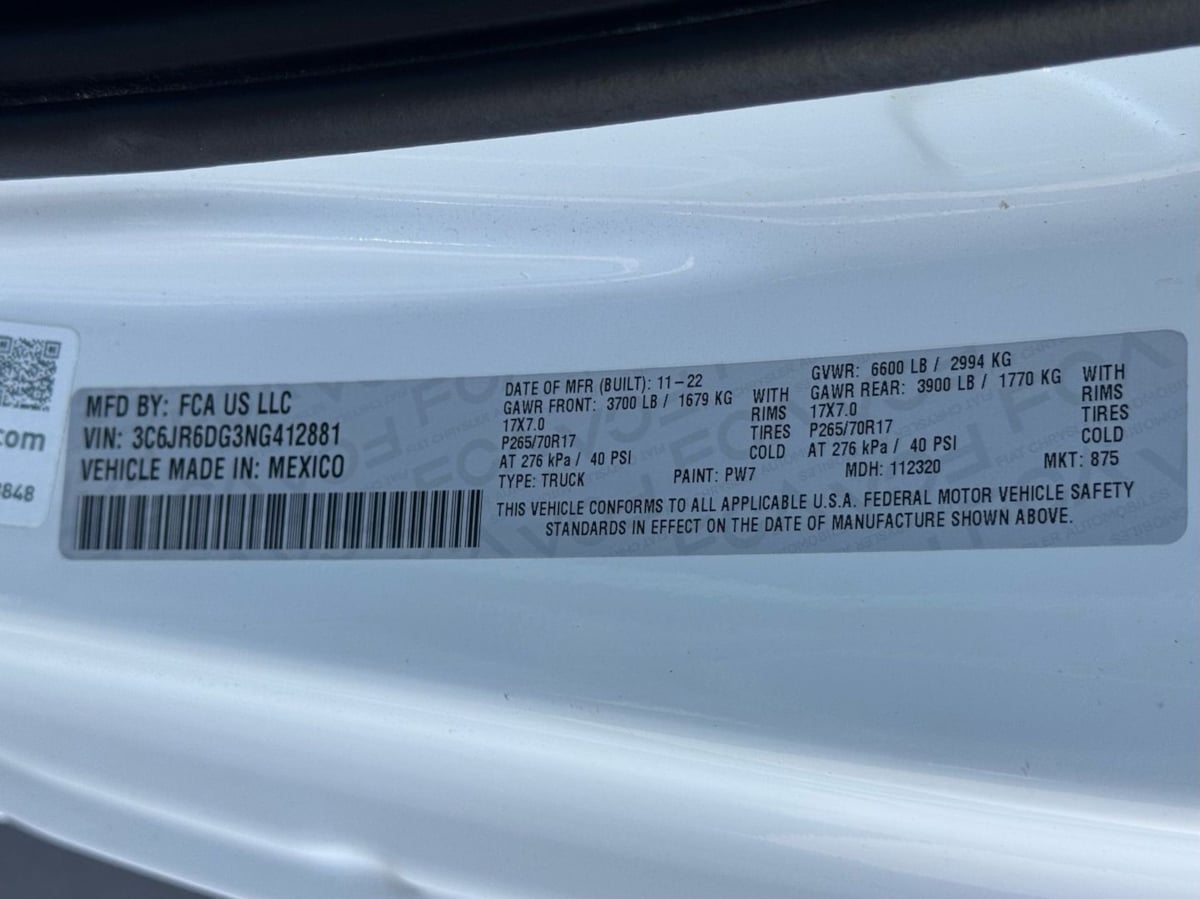 com
848
MFD BY: FCA US LLC
VIN: 3C6JR6DG3NG412881
VEHICLE MADE IN: MEXICO
DATE OF MFR (BUILT): 11-22
GAWR FRONT: 3700 LB / 1679 KG WITH
17X7.0 RIMS
P265/70R17 TIRES
AT 276 kPa / 40 PSI COLD
TYPE: TRUCK PAINT: PW7
GVWR: 6600 LB / 2994 KG
GAWR REAR: 3900 LB / 1770 KG WITH
17X7.0 RIMS
P265/70R17 TIRES
AT 276 kPa / 40 PSI COLD
MDH: 112320 MKT: 875
THIS VEHICLE CONFORMS TO ALL APPLICABLE U.S.A. FEDERAL MOTOR VEHICLE SAFETY
STANDARDS IN EFFECT ON THE DATE OF MANUFACTURE SHOWN ABOVE.